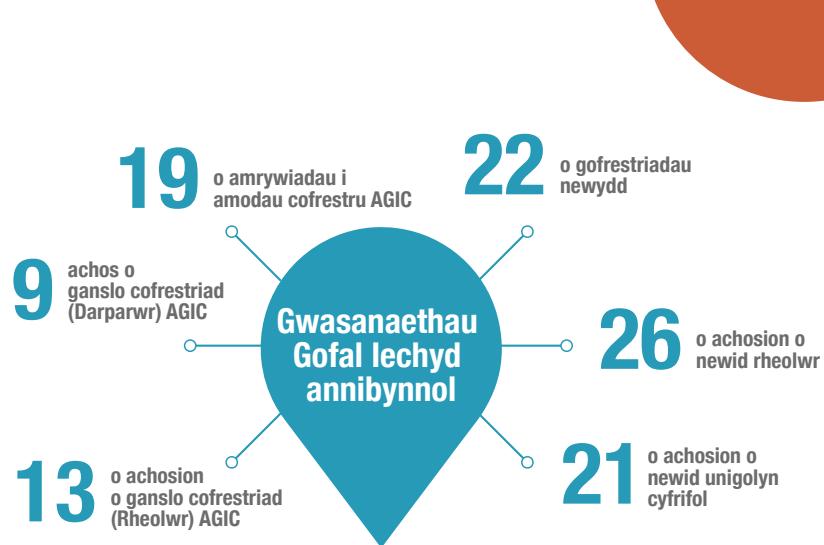 19
o amrywiadau i
amodau cofrestru AGIC
22
o gofrestriadau
newydd
9
achos o
ganslo cofrestriad
(Darparwr) AGIC
Gwasanaethau
Gofal Iechyd
annibynnol
26
o achosion o
newid rheolwr
13
o achosion
o ganslo cofrestriad
(Rheolwr) AGIC
21
o achosion o
newid unigolyn
cyfrifol